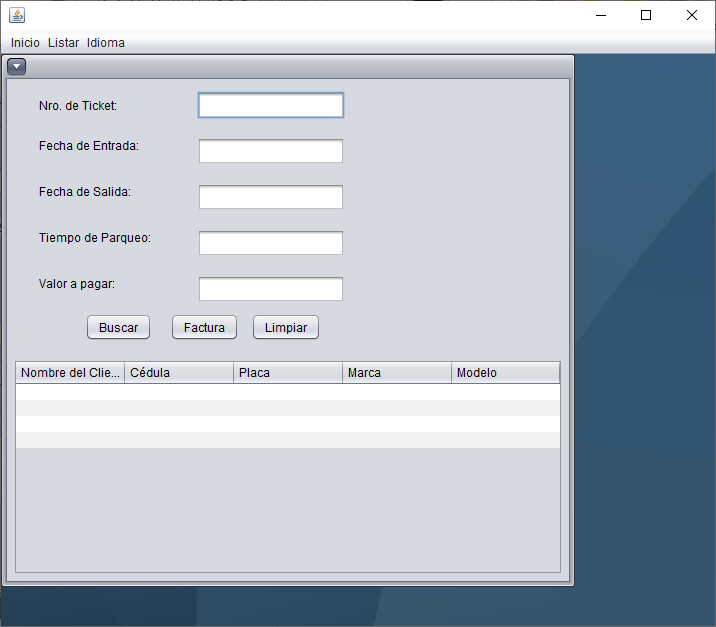 Inicio Listar Idioma
Nro. de Ticket:
Fecha de Entrada:
Fecha de Salida:
Tiempo de Parqueo:
Valor a pagar:
Buscar Factura Limpiar
Nombre del Clie... Cédula Placa Marca Modelo